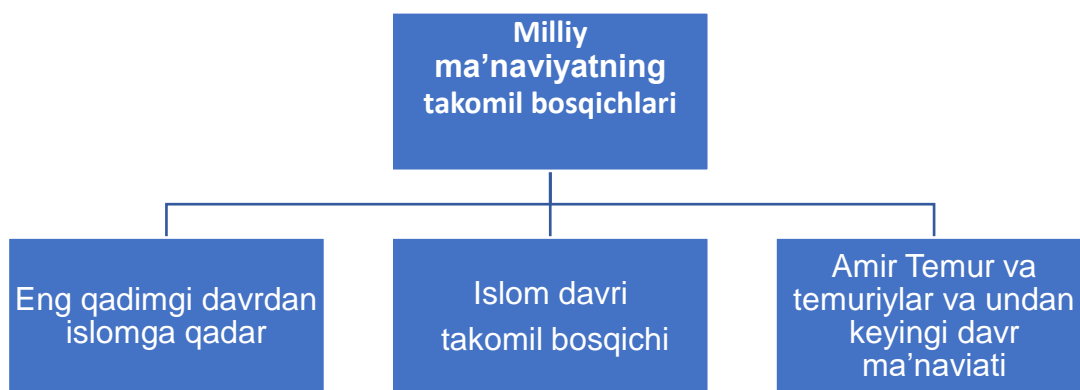 Milliy
ma’naviyatning
takomil bosqichlari
Eng qadimgi davrdan
islomga qadar
Islom davri
takomil bosqichi
Amir Temur va
temuriylar va undan
keyingi davr
ma’naviati